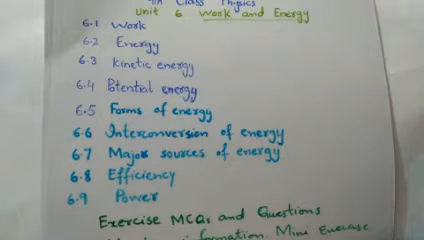 9th Class Physics
Unit 6 Work and Energy
6.1 Work
6.2 Energy
6.3 Kinetic energy
6.4 Potential energy
6.5 Forms of energy
6.6 Interconversion of energy
6.7 Major sources of energy
6.8 Efficiency
6.9 Power
Exercise MCQs and Questions
formation. Mini Exercise